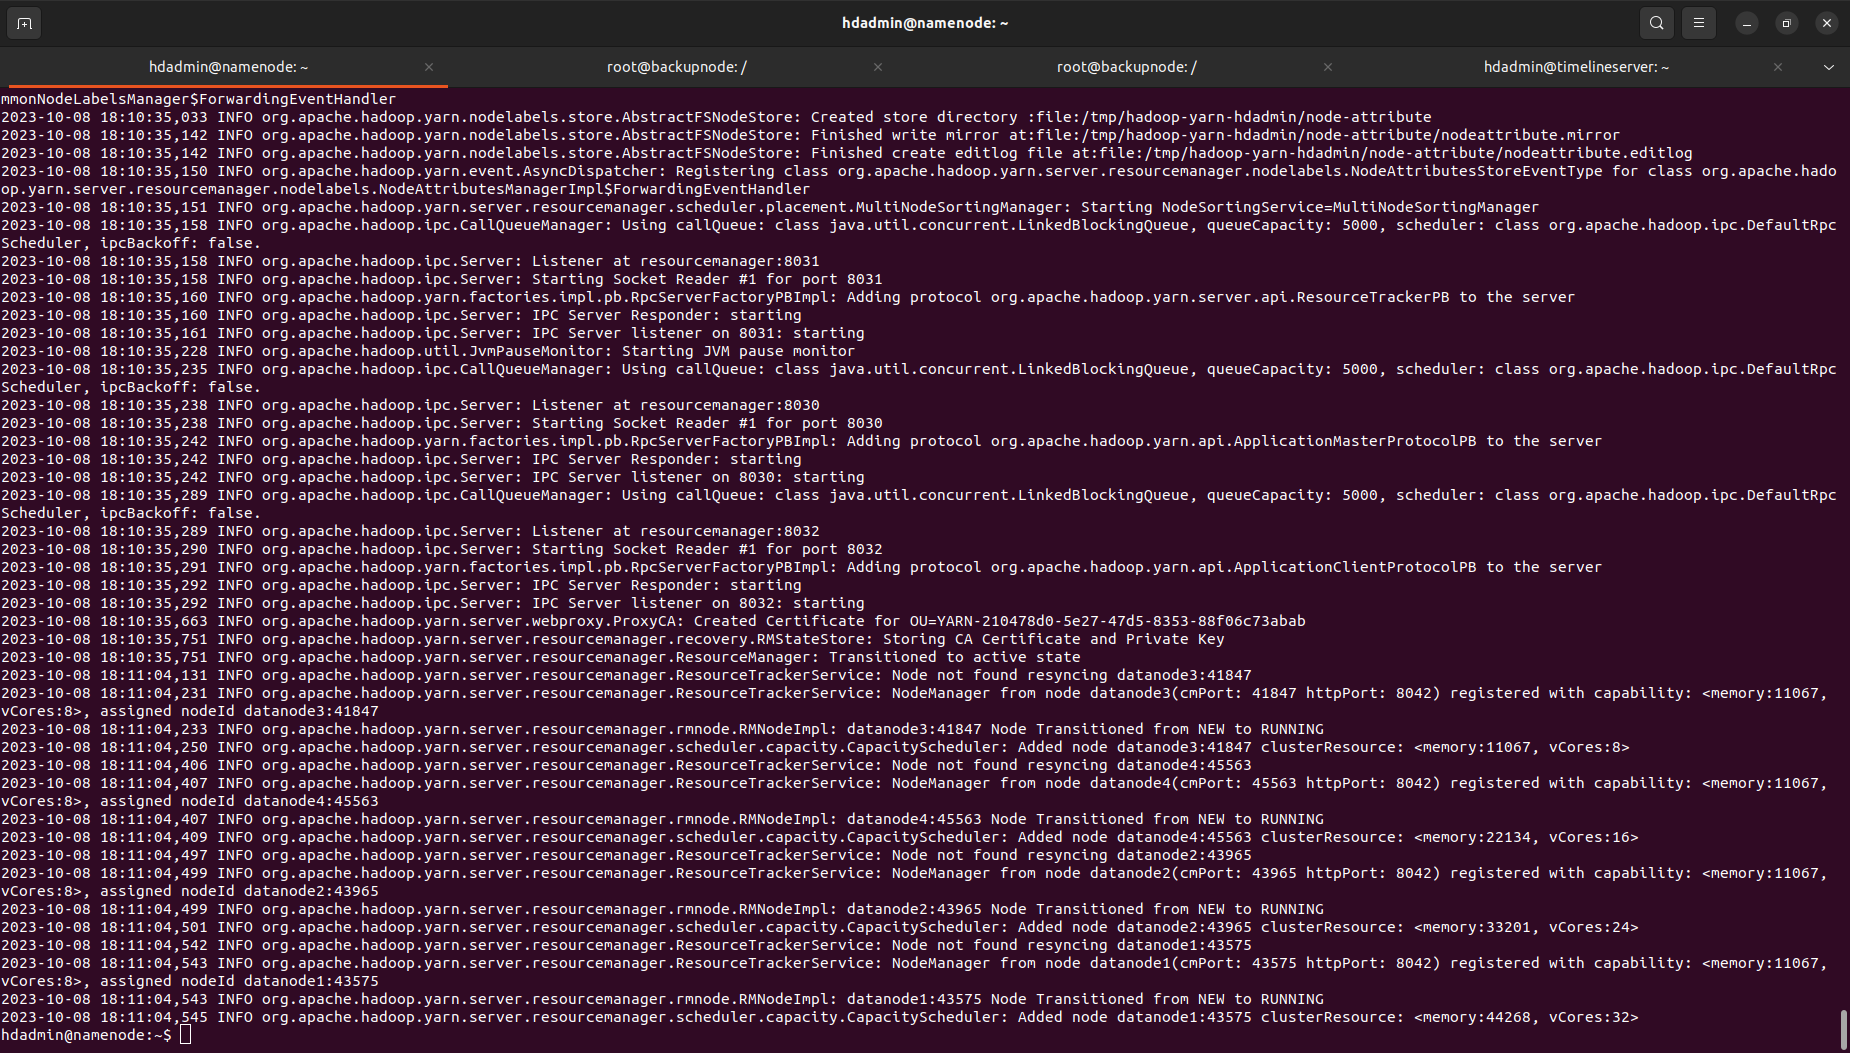 hdadmin@namenode: ~
hdadmin@namenode: ~
root@backupnode: /
root@backupnode: /
hdadmin@timelineserver: ~
mmonNodeLabelsManager$ForwardingEventHandler
2023-10-08 18:10:35,033 INFO org.apache.hadoop.yarn.nodelabels.store.AbstractFSNodeStore: Created store directory :file:/tmp/hadoop-yarn-hdadmin/node-attribute
2023-10-08 18:10:35,142 INFO org.apache.hadoop.yarn.nodelabels.store.AbstractFSNodeStore: Finished write mirror at:file:/tmp/hadoop-yarn-hdadmin/node-attribute/nodeattribute.mirror
2023-10-08 18:10:35,142 INFO org.apache.hadoop.yarn.nodelabels.store.AbstractFSNodeStore: Finished create editlog file at:file:/tmp/hadoop-yarn-hdadmin/node-attribute/nodeattribute.editlog
2023-10-08 18:10:35,150 INFO org.apache.hadoop.yarn.event.AsyncDispatcher: Registering class org.apache.hadoop.yarn.server.resourcemanager.nodelabels.NodeAttributesStoreEventType for class org.apache.hado
op.yarn.server.resourcemanager.nodelabels.NodeAttributesManagerImpl$ForwardingEventHandler
2023-10-08 18:10:35,151 INFO org.apache.hadoop.yarn.server.resourcemanager.scheduler.placement.MultiNodeSortingManager: Starting NodeSortingService=MultiNodeSortingManager
2023-10-08 18:10:35,158 INFO org.apache.hadoop.ipc.CallQueueManager: Using callQueue: class java.util.concurrent.LinkedBlockingQueue, queueCapacity: 5000, scheduler: class org.apache.hadoop.ipc.DefaultRpc
Scheduler, ipcBackoff: false.
2023-10-08 18:10:35,158 INFO org.apache.hadoop.ipc.Server: Listener at resourcemanager:8031
2023-10-08 18:10:35,158 INFO org.apache.hadoop.ipc.Server: Starting Socket Reader #1 for port 8031
2023-10-08 18:10:35,160 INFO org.apache.hadoop.yarn.factories.impl.pb.RpcServerFactoryPBImpl: Adding protocol org.apache.hadoop.yarn.server.api.ResourceTrackerPB to the server
2023-10-08 18:10:35,160 INFO org.apache.hadoop.ipc.Server: IPC Server Responder: starting
2023-10-08 18:10:35,161 INFO org.apache.hadoop.ipc.Server: IPC Server listener on 8031: starting
2023-10-08 18:10:35,228 INFO org.apache.hadoop.util.JvmPauseMonitor: Starting JVM pause monitor
2023-10-08 18:10:35,235 INFO org.apache.hadoop.ipc.CallQueueManager: Using callQueue: class java.util.concurrent.LinkedBlockingQueue, queueCapacity: 5000, scheduler: class org.apache.hadoop.ipc.DefaultRpc
Scheduler, ipcBackoff: false.
2023-10-08 18:10:35,238 INFO org.apache.hadoop.ipc.Server: Listener at resourcemanager:8030
2023-10-08 18:10:35,238 INFO org.apache.hadoop.ipc.Server: Starting Socket Reader #1 for port 8030
2023-10-08 18:10:35,242 INFO org.apache.hadoop.yarn.factories.impl.pb.RpcServerFactoryPBImpl: Adding protocol org.apache.hadoop.yarn.api.ApplicationMasterProtocolPB to the server
2023-10-08 18:10:35,242 INFO org.apache.hadoop.ipc.Server: IPC Server Responder: starting
2023-10-08 18:10:35,242 INFO org.apache.hadoop.ipc.Server: IPC Server listener on 8030: starting
2023-10-08 18:10:35,289 INFO org.apache.hadoop.ipc.CallQueueManager: Using callQueue: class java.util.concurrent.LinkedBlockingQueue, queueCapacity: 5000, scheduler: class org.apache.hadoop.ipc.DefaultRpc
Scheduler, ipcBackoff: false.
2023-10-08 18:10:35,289 INFO org.apache.hadoop.ipc.Server: Listener at resourcemanager:8032
2023-10-08 18:10:35,290 INFO org.apache.hadoop.ipc.Server: Starting Socket Reader #1 for port 8032
2023-10-08 18:10:35,291 INFO org.apache.hadoop.yarn.factories.impl.pb.RpcServerFactoryPBImpl: Adding protocol org.apache.hadoop.yarn.api.ApplicationClientProtocolPB to the server
2023-10-08 18:10:35,292 INFO org.apache.hadoop.ipc.Server: IPC Server Responder: starting
2023-10-08 18:10:35,292 INFO org.apache.hadoop.ipc.Server: IPC Server listener on 8032: starting
2023-10-08 18:10:35,663 INFO org.apache.hadoop.yarn.server.webproxy.ProxyCA: Created Certificate for OU=YARN-210478d0-5e27-47d5-8353-88f06c73abab
2023-10-08 18:10:35,751 INFO org.apache.hadoop.yarn.server.resourcemanager.recovery.RMStateStore: Storing CA Certificate and Private Key
2023-10-08 18:10:35,751 INFO org.apache.hadoop.yarn.server.resourcemanager.ResourceManager: Transitioned to active state
2023-10-08 18:11:04,131 INFO org.apache.hadoop.yarn.server.resourcemanager.ResourceTrackerService: Node not found resyncing datanode3:41847
2023-10-08 18:11:04,231 INFO org.apache.hadoop.yarn.server.resourcemanager.ResourceTrackerService: NodeManager from node datanode3(cmPort: 41847 httpPort: 8042) registered with capability: <memory:11067,
vCores:8>, assigned nodeId datanode3:41847
2023-10-08 18:11:04,233 INFO org.apache.hadoop.yarn.server.resourcemanager.rmnode.RMNodeImpl: datanode3:41847 Node Transitioned from NEW to RUNNING
2023-10-08 18:11:04,250 INFO org.apache.hadoop.yarn.server.resourcemanager.scheduler.capacity.CapacityScheduler: Added node datanode3:41847 clusterResource: <memory:11067, vCores:8>
2023-10-08 18:11:04,406 INFO org.apache.hadoop.yarn.server.resourcemanager.ResourceTrackerService: Node not found resyncing datanode4:45563
2023-10-08 18:11:04,407 INFO org.apache.hadoop.yarn.server.resourcemanager.ResourceTrackerService: NodeManager from node datanode4(cmPort: 45563 httpPort: 8042) registered with capability: <memory:11067,
vCores:8>, assigned nodeId datanode4:45563
2023-10-08 18:11:04,407 INFO org.apache.hadoop.yarn.server.resourcemanager.rmnode.RMNodeImpl: datanode4:45563 Node Transitioned from NEW to RUNNING
2023-10-08 18:11:04,409 INFO org.apache.hadoop.yarn.server.resourcemanager.scheduler.capacity.CapacityScheduler: Added node datanode4:45563 clusterResource: <memory:22134, vCores:16>
2023-10-08 18:11:04,497 INFO org.apache.hadoop.yarn.server.resourcemanager.ResourceTrackerService: Node not found resyncing datanode2:43965
2023-10-08 18:11:04,499 INFO org.apache.hadoop.yarn.server.resourcemanager.ResourceTrackerService: NodeManager from node datanode2(cmPort: 43965 httpPort: 8042) registered with capability: <memory:11067,
vCores:8>, assigned nodeId datanode2:43965
2023-10-08 18:11:04,499 INFO org.apache.hadoop.yarn.server.resourcemanager.rmnode.RMNodeImpl: datanode2:43965 Node Transitioned from NEW to RUNNING
2023-10-08 18:11:04,501 INFO org.apache.hadoop.yarn.server.resourcemanager.scheduler.capacity.CapacityScheduler: Added node datanode2:43965 clusterResource: <memory:33201, vCores:24>
2023-10-08 18:11:04,542 INFO org.apache.hadoop.yarn.server.resourcemanager.ResourceTrackerService: Node not found resyncing datanode1:43575
2023-10-08 18:11:04,543 INFO org.apache.hadoop.yarn.server.resourcemanager.ResourceTrackerService: NodeManager from node datanode1(cmPort: 43575 httpPort: 8042) registered with capability: <memory:11067,
vCores:8>, assigned nodeId datanode1:43575
2023-10-08 18:11:04,543 INFO org.apache.hadoop.yarn.server.resourcemanager.rmnode.RMNodeImpl: datanode1:43575 Node Transitioned from NEW to RUNNING
2023-10-08 18:11:04,545 INFO org.apache.hadoop.yarn.server.resourcemanager.scheduler.capacity.CapacityScheduler: Added node datanode1:43575 clusterResource: <memory:44268, vCores:32>
hdadmin@namenode:~$